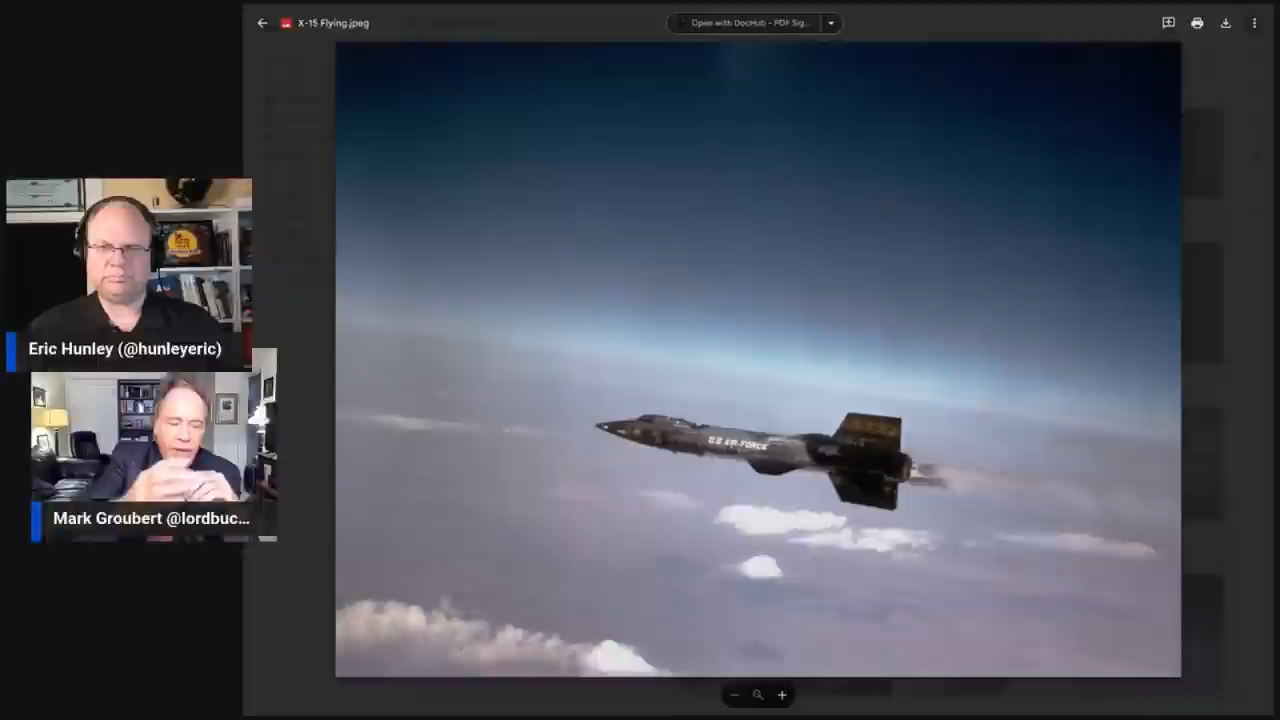 X-15 Flying.jpeg
Open with DocHub - PDF Sig...
Eric Hunley (@hunleyeric)
U.S. AIR FORCE
Mark Groubert @lordbuc...